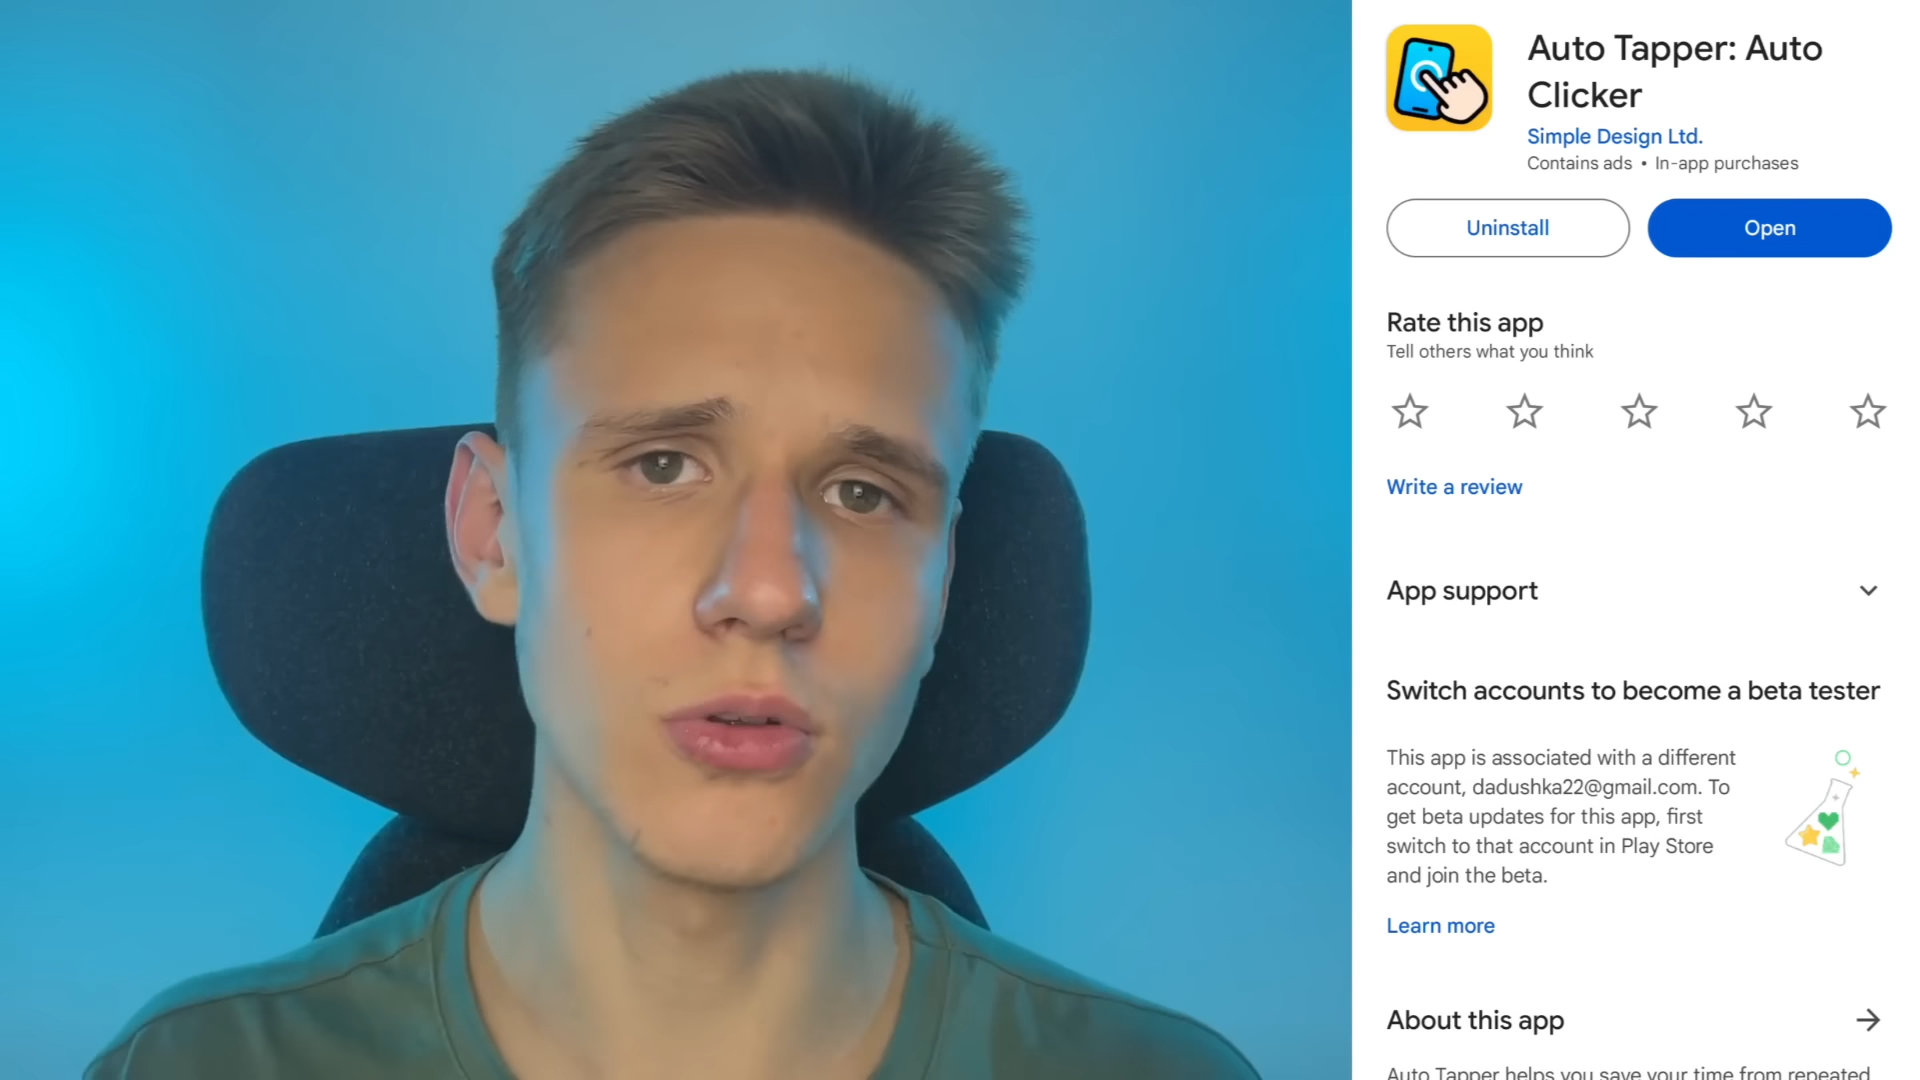 Auto Tapper: Auto
Clicker
Simple Design Ltd.
Contains ads • In-app purchases
Uninstall
Open
Rate this app
Tell others what you think
Write a review
App support
Switch accounts to become a beta tester
This app is associated with a different
account, dadushka22@gmail.com. To
get beta updates for this app, first
switch to that account in Play Store
and join the beta.
Learn more
About this app
Auto Tapper helps you save your time from repeated